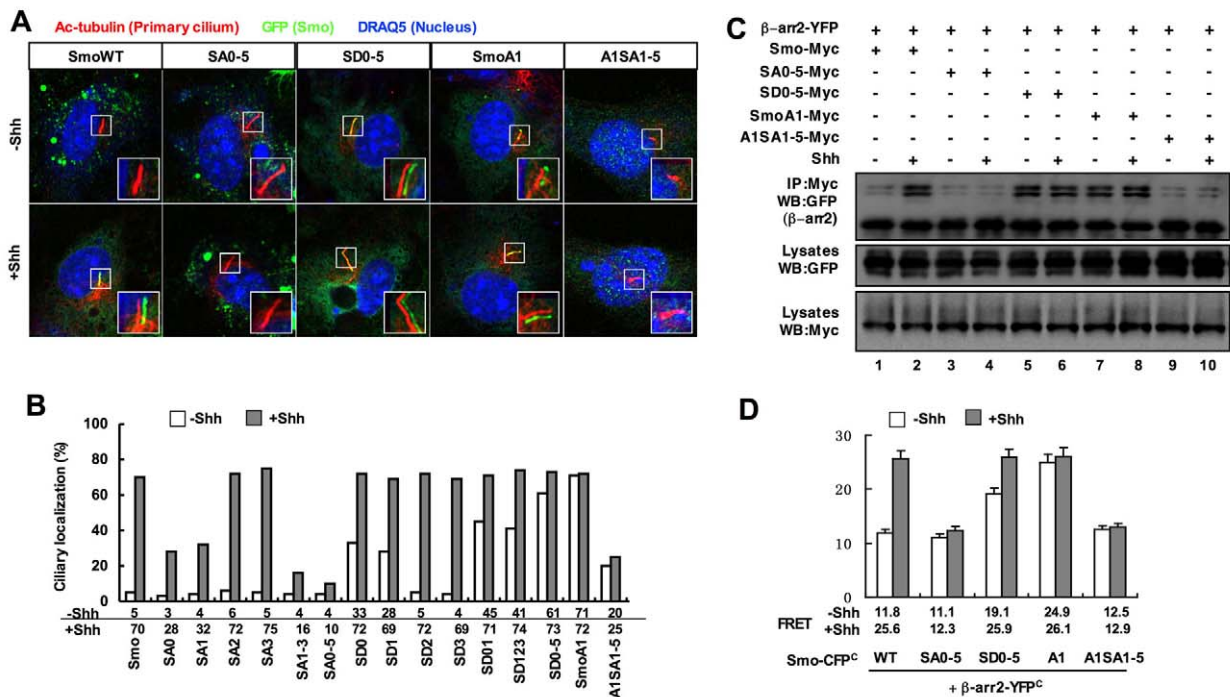 A
Ac-tubulin (Primary cilium) GFP (Smo) DRAQ5 (Nucleus)
SmoWT SA0-5 SD0-5 SmoA1 A1SA1-5
-Shh
+Shh
B
-Shh +Shh
Ciliary localization (%)
100
80
60
40
20
0
-Shh 5 3 4 6 5 4 4 33 28 5 4 45 41 61 71 20
+Shh 70 28 32 72 75 16 10 72 69 72 69 71 74 73 72 25
Smo SA0 SA1 SA2 SA3 SA1-3 SA0-5 SD0 SD1 SD2 SD3 SD01 SD123 SD0-5 SmoA1 A1SA1-5
C
β-arr2-YFP + + + + + + + + + +
Smo-Myc + + - - - - - - - -
SA0-5-Myc - - + + - - - - - -
SD0-5-Myc - - - - + + - - - -
SmoA1-Myc - - - - - - + + - -
A1SA1-5-Myc - - - - - - - - + +
Shh - + - + - + - + - +
IP:Myc
WB:GFP
(β-arr2)
Lysates
WB:GFP
Lysates
WB:Myc
1 2 3 4 5 6 7 8 9 10
D
-Shh +Shh
30
20
10
0
FRET
-Shh 11.8 11.1 19.1 24.9 12.5
+Shh 25.6 12.3 25.9 26.1 12.9
Smo-CFPᶜ WT SA0-5 SD0-5 A1 A1SA1-5
+ β-arr2-YFPᶜ